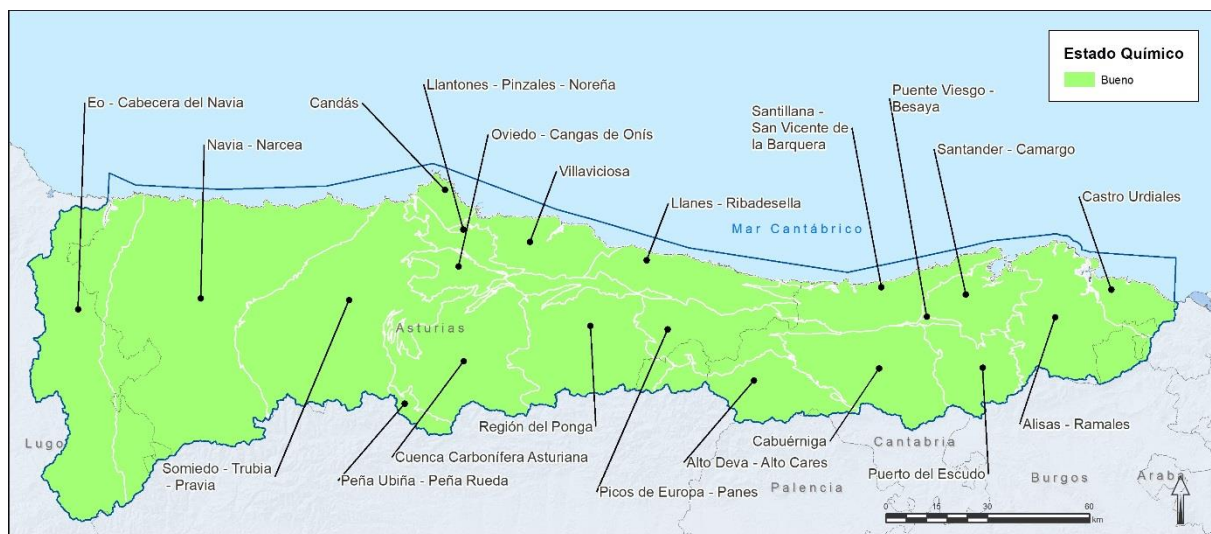 Estado Químico
Bueno
Llantones - Pinzales - Noreña
Eo - Cabecera del Navia
Candás
Puente Viesgo -
Besaya
Santillana -
San Vicente de
la Barquera
Oviedo - Cangas de Onís
Navia - Narcea
Santander - Camargo
Villaviciosa
Castro Urdiales
Llanes - Ribadesella
Mar Cantábrico
Asturias
Lugo
Región del Ponga
Alisas - Ramales
Cabuérniga
Cantabria
Cuenca Carbonífera Asturiana
Alto Deva - Alto Cares
Somiedo - Trubia
- Pravia
Puerto del Escudo
Peña Ubiña - Peña Rueda
Picos de Europa - Panes
Palencia
Burgos
Araba
0 15 30 60
km